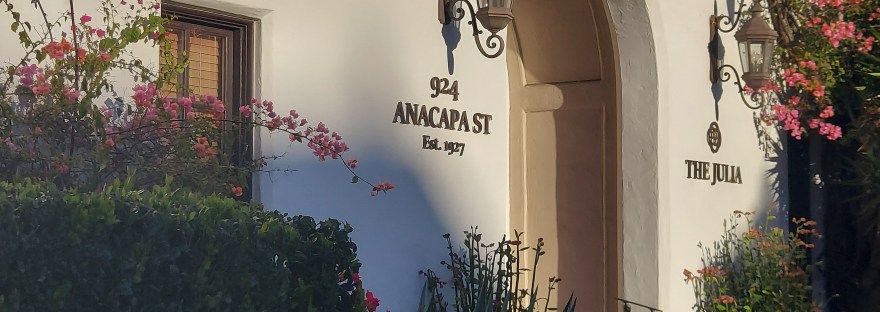 924
ANACAPA ST
Est. 1927
THE JULIA